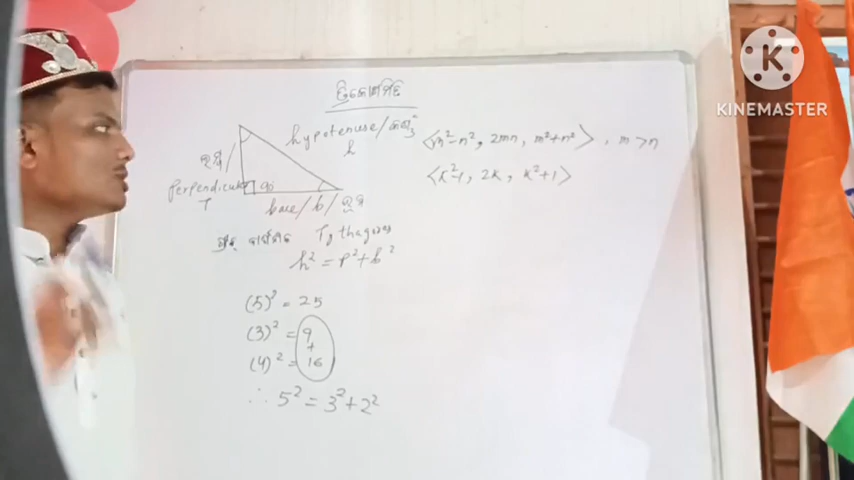 ତ୍ରିକୋଣମିତି
hypotenuse/କର୍ଣ୍ଣ
h
ଲମ୍ବ
perpendicular
P
90
base/b/ଭୂମି
Pythagoras
h² = p² + b²
(5)² = 25
(3)² = 9
+
(4)² = 16
∴ 5² = 3² + 2²
<m²-n², 2mn, m²+n²>, m>n
<k²-1, 2k, k²+1>
K
KINEMASTER